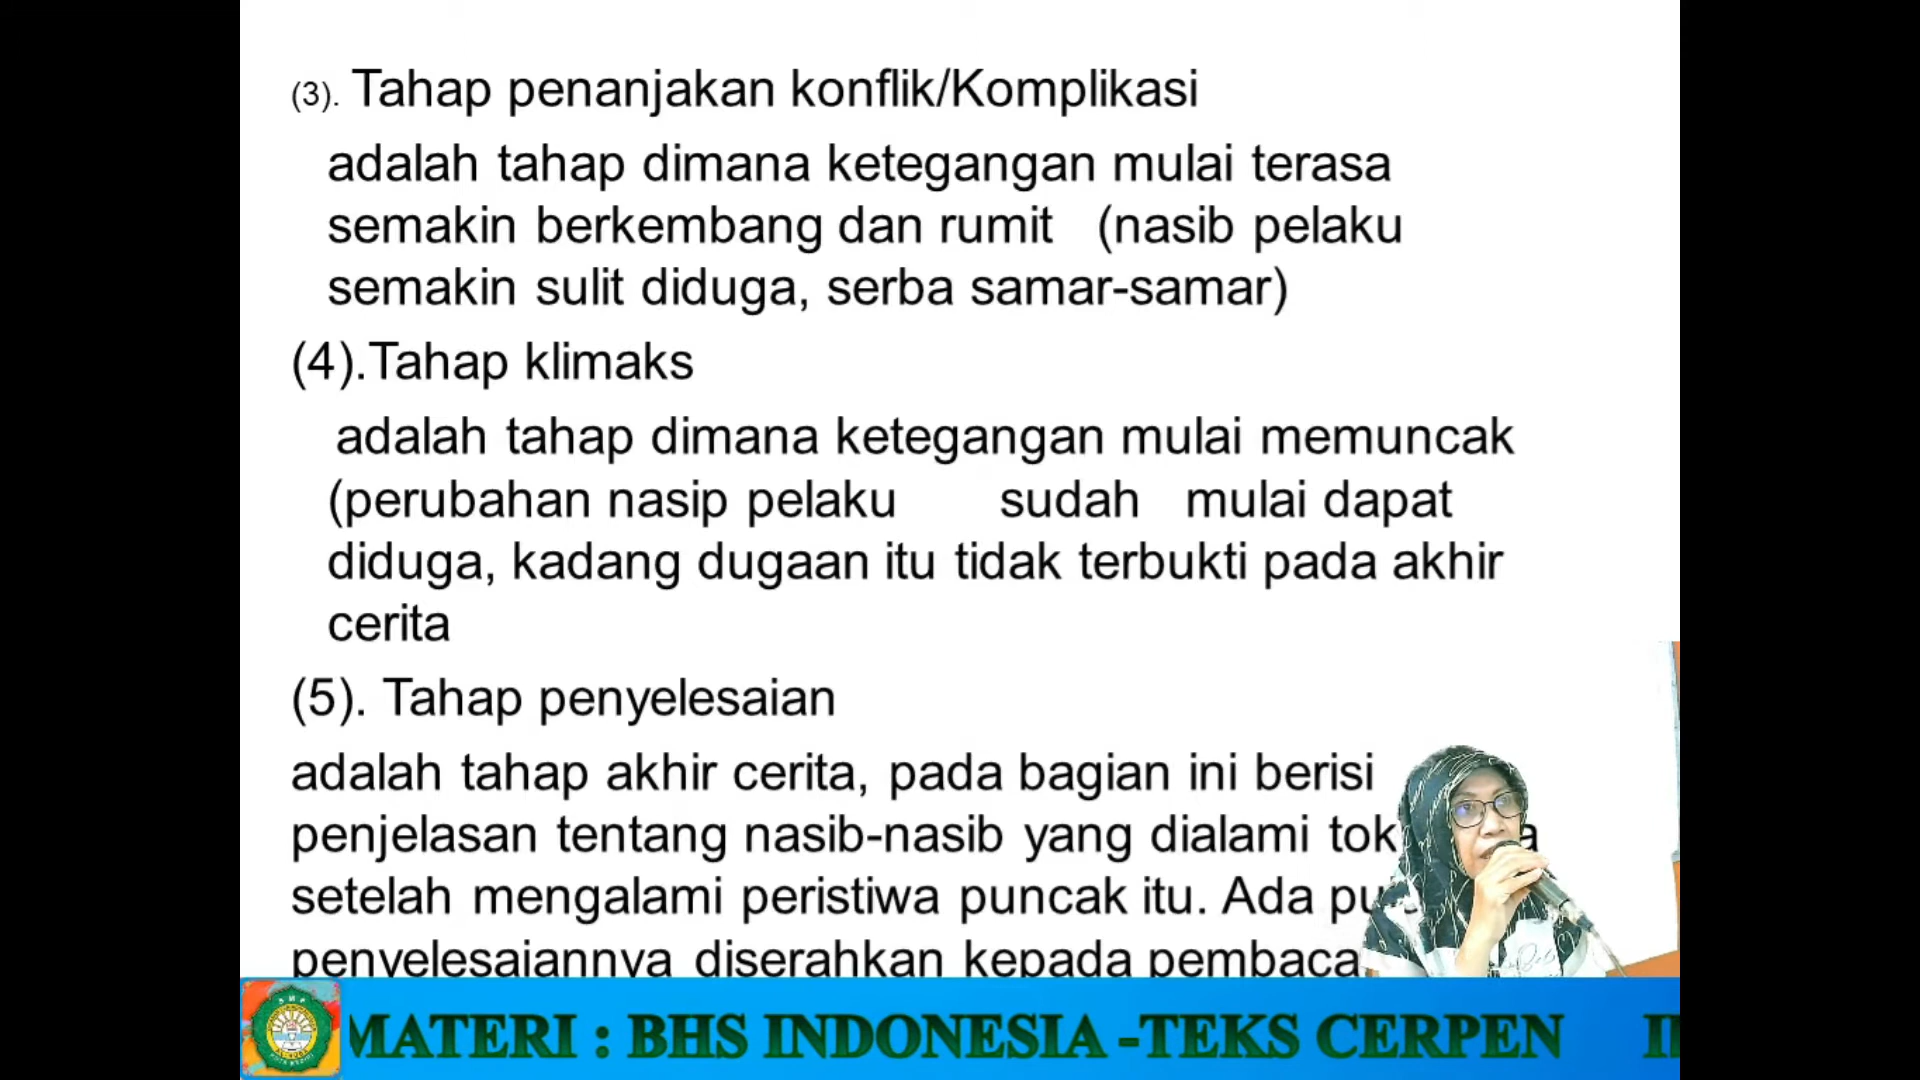 (3). Tahap penanjakan konflik/Komplikasi
adalah tahap dimana ketegangan mulai terasa
semakin berkembang dan rumit (nasib pelaku
semakin sulit diduga, serba samar-samar)
(4).Tahap klimaks
adalah tahap dimana ketegangan mulai memuncak
(perubahan nasip pelaku sudah mulai dapat
diduga, kadang dugaan itu tidak terbukti pada akhir
cerita
(5). Tahap penyelesaian
adalah tahap akhir cerita, pada bagian ini berisi
penjelasan tentang nasib-nasib yang dialami
setelah mengalami peristiwa puncak itu. Ada
penyelesaiannya diserahkan kepada pembaca
MATERI : BHS INDONESIA -TEKS CERPEN